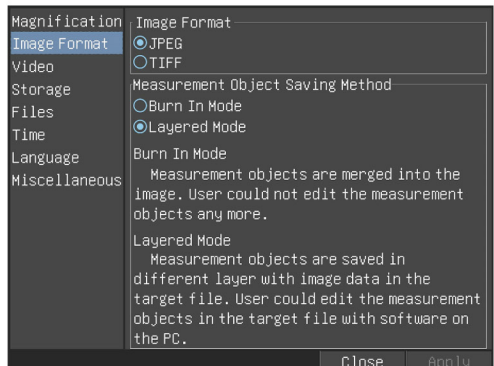 Magnification
Image Format
Video
Storage
Files
Time
Language
Miscellaneous
Image Format
JPEG
TIFF
Measurement Object Saving Method
Burn In Mode
Layered Mode
Burn In Mode
Measurement objects are merged into the
image. User could not edit the measurement
objects any more.
Layered Mode
Measurement objects are saved in
different layer with image data in the
target file. User could edit the measurement
objects in the target file with software on
the PC.
Close
Apply